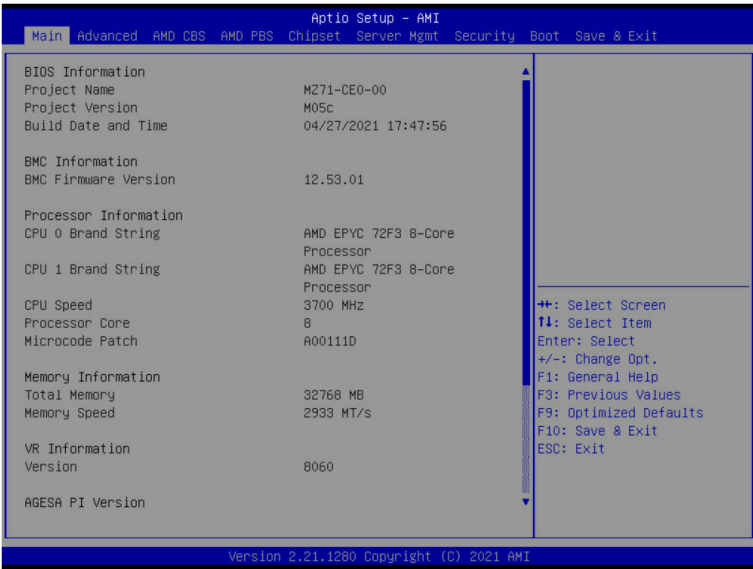 Aptio Setup - AMI
Main Advanced AMD CBS AMD PBS Chipset Server Mgmt Security Boot Save & Exit
BIOS Information
Project Name MZ71-CE0-00
Project Version M05c
Build Date and Time 04/27/2021 17:47:56
BMC Information
BMC Firmware Version 12.53.01
Processor Information
CPU 0 Brand String AMD EPYC 72F3 8-Core
Processor
CPU 1 Brand String AMD EPYC 72F3 8-Core
Processor
CPU Speed 3700 MHz
Processor Core 8
Microcode Patch A00111D
Memory Information
Total Memory 32768 MB
Memory Speed 2933 MT/s
VR Information
Version 8060
AGESA PI Version
→←: Select Screen
↑↓: Select Item
Enter: Select
+/-: Change Opt.
F1: General Help
F3: Previous Values
F9: Optimized Defaults
F10: Save & Exit
ESC: Exit
Version 2.21.1280 Copyright (C) 2021 AMI